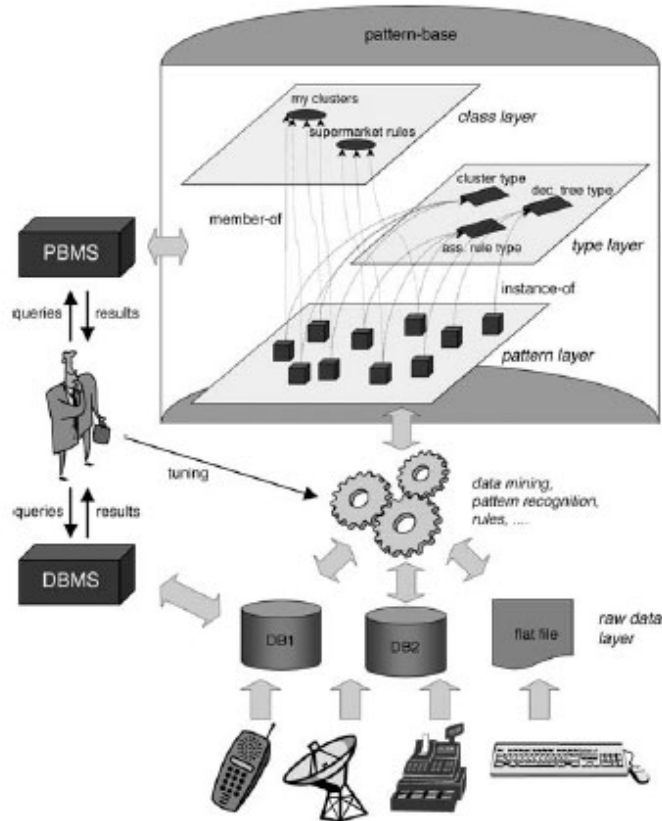 pattern-base
my clusters
class layer
supermarket rules
cluster type
dec. tree type
member-of
PBMS
ass. rule type
type layer
instance-of
queries
results
pattern layer
tuning
data mining,
pattern recognition,
rules, ....
queries
results
DBMS
raw data
layer
DB1
DB2
flat file